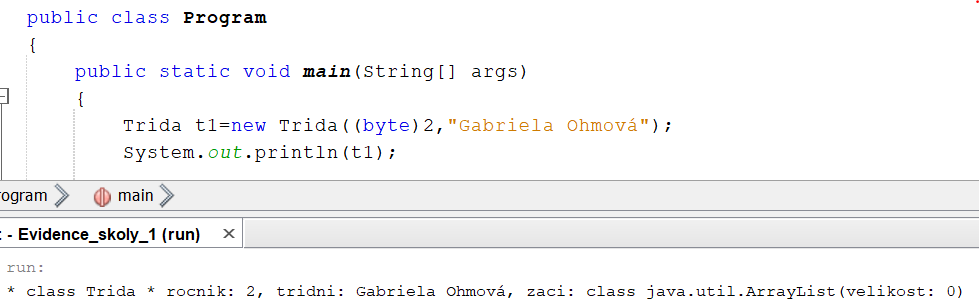 public class Program
{
public static void main(String[] args)
{
Trida t1=new Trida((byte)2,"Gabriela Ohmová");
System.out.println(t1);
rogram main
: - Evidence_skoly_1 (run) ×
run:
* class Trida * rocnik: 2, tridni: Gabriela Ohmová, zaci: class java.util.ArrayList(velikost: 0)